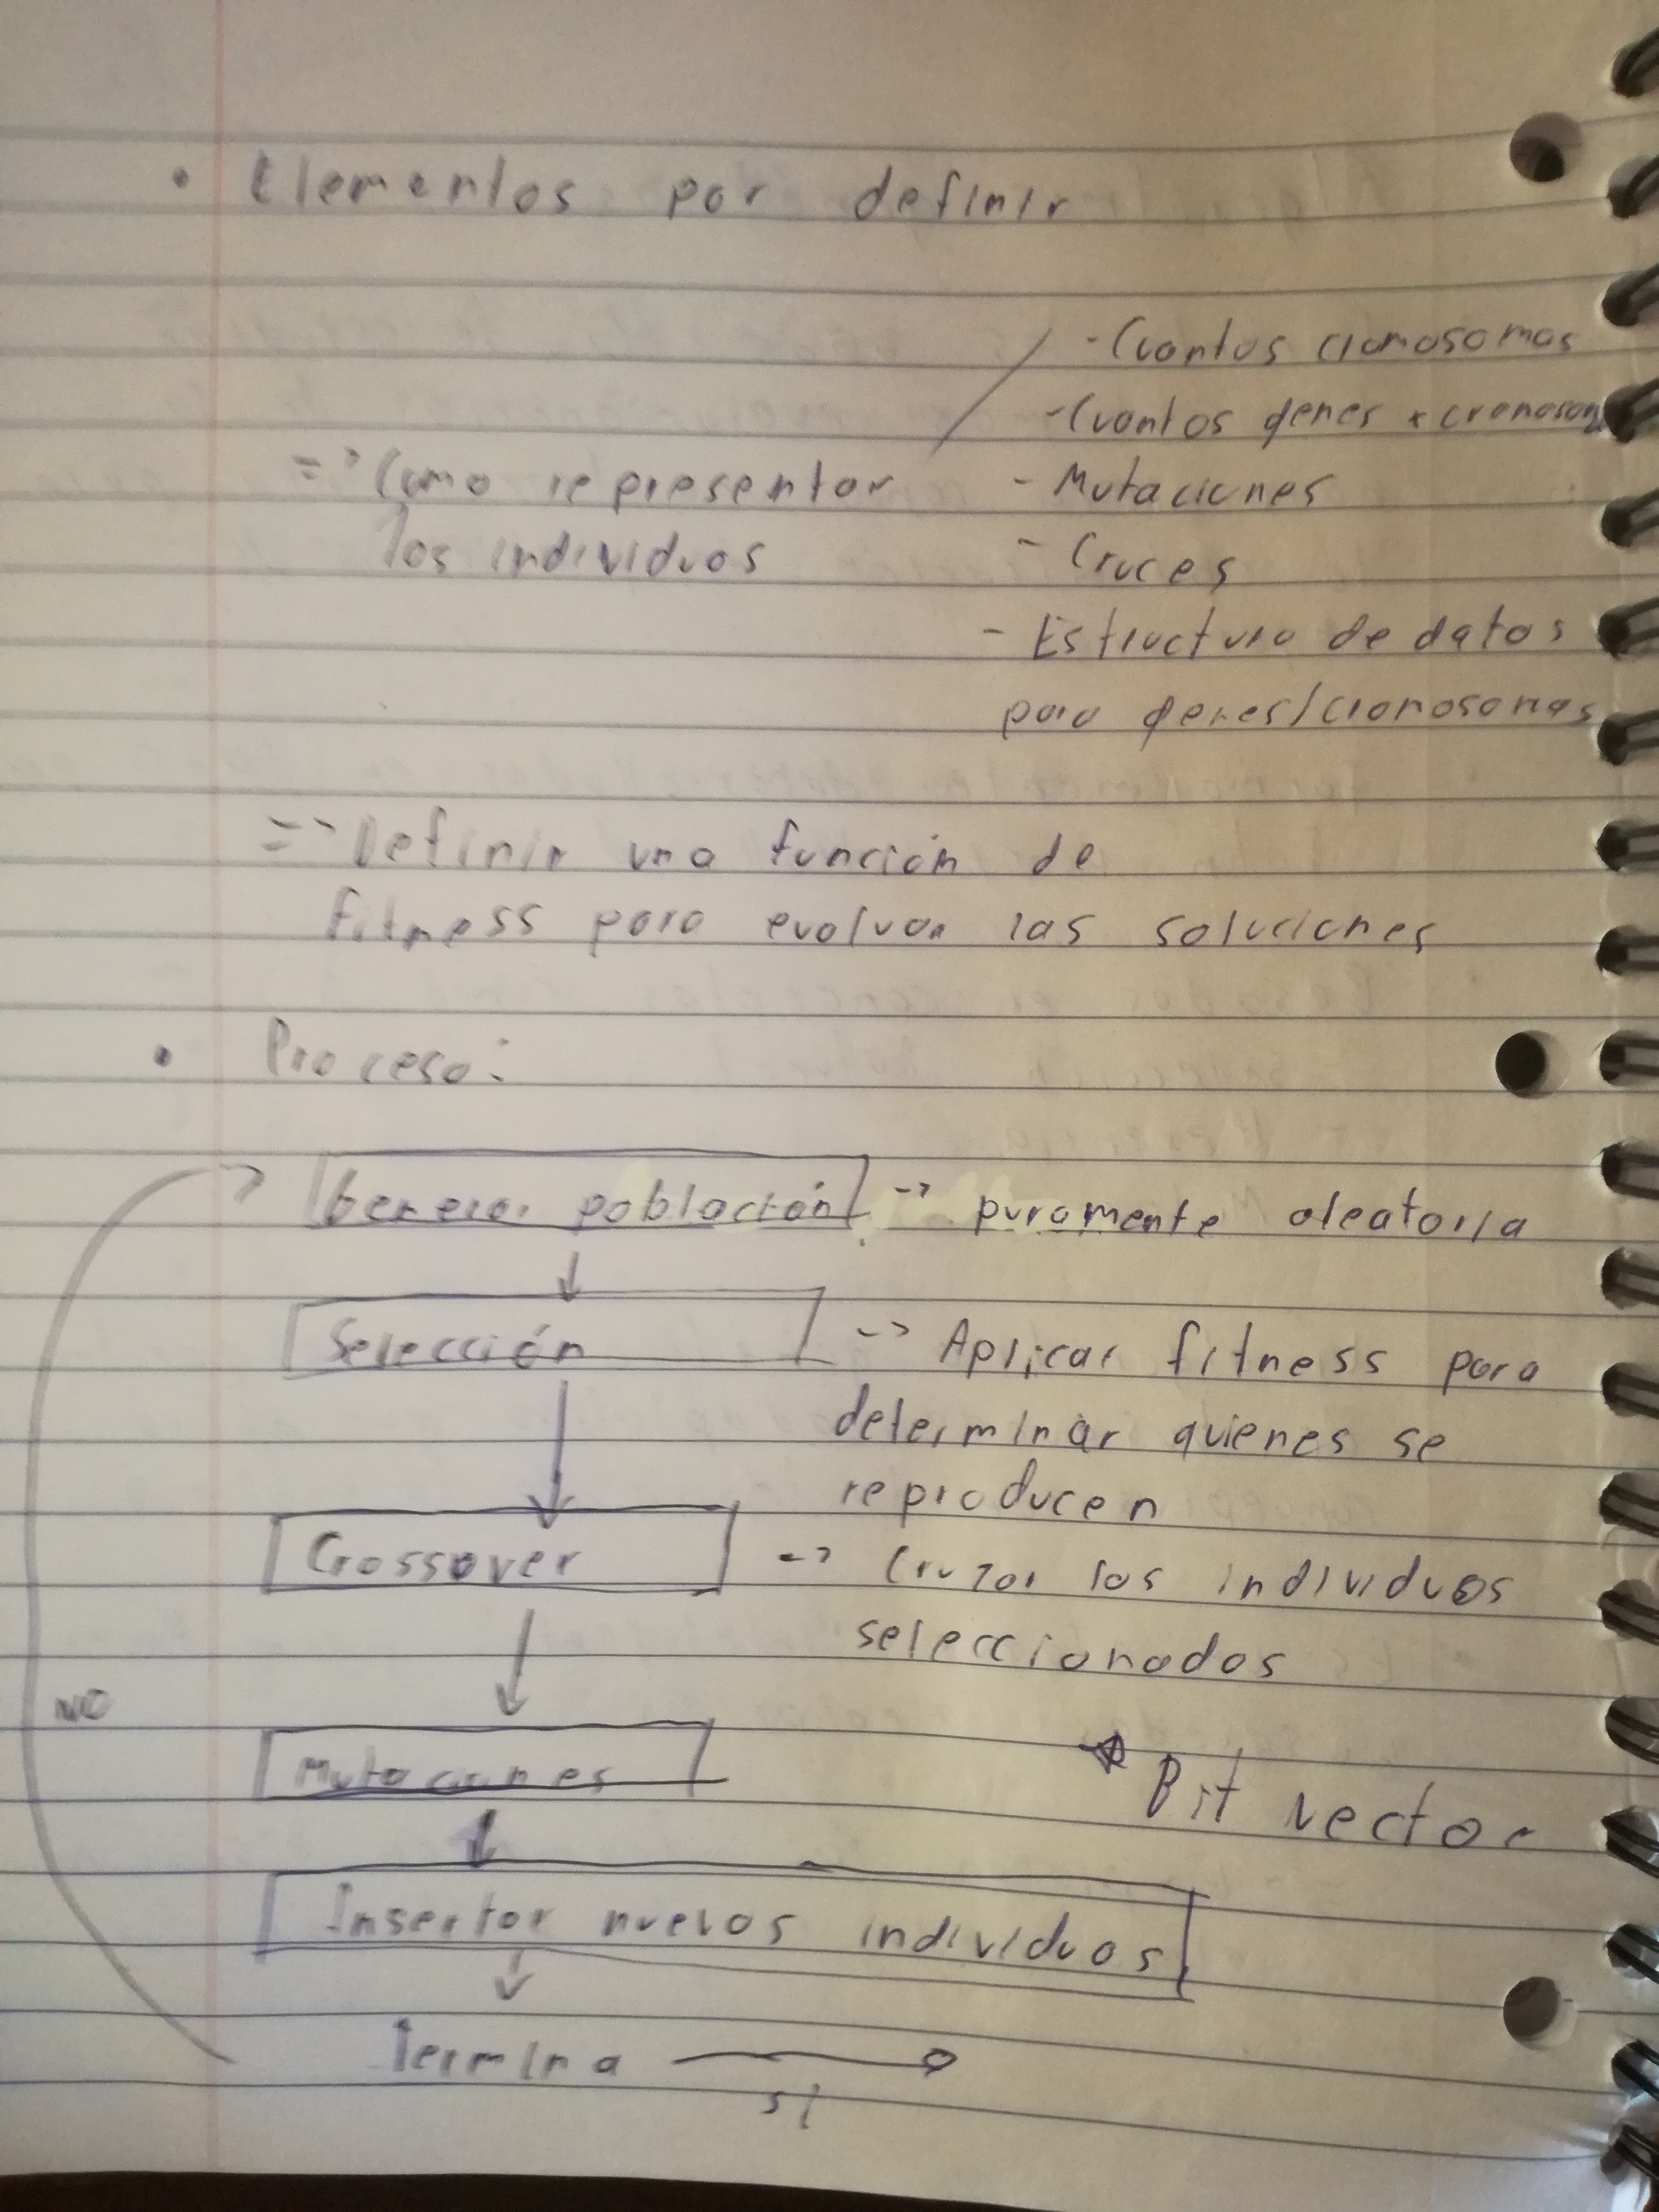 • Elementos por definir
- Cuantos cromosomas
- Cuantos genes x cromosoma
=> Como representar - Mutaciones
los individuos - Cruces
- Estructura de datos
para genes/cromosomas
=> Definir una función de
fitness para evaluar las soluciones
• Proceso:
Generar población -> puramente aleatoria
Selección -> Aplicar fitness para
determinar quienes se
reproducen
Crossover -> Cruzar los individuos
seleccionados
NO
Mutaciones
Bit vector
Insertar nuevos individuos
Termina
si